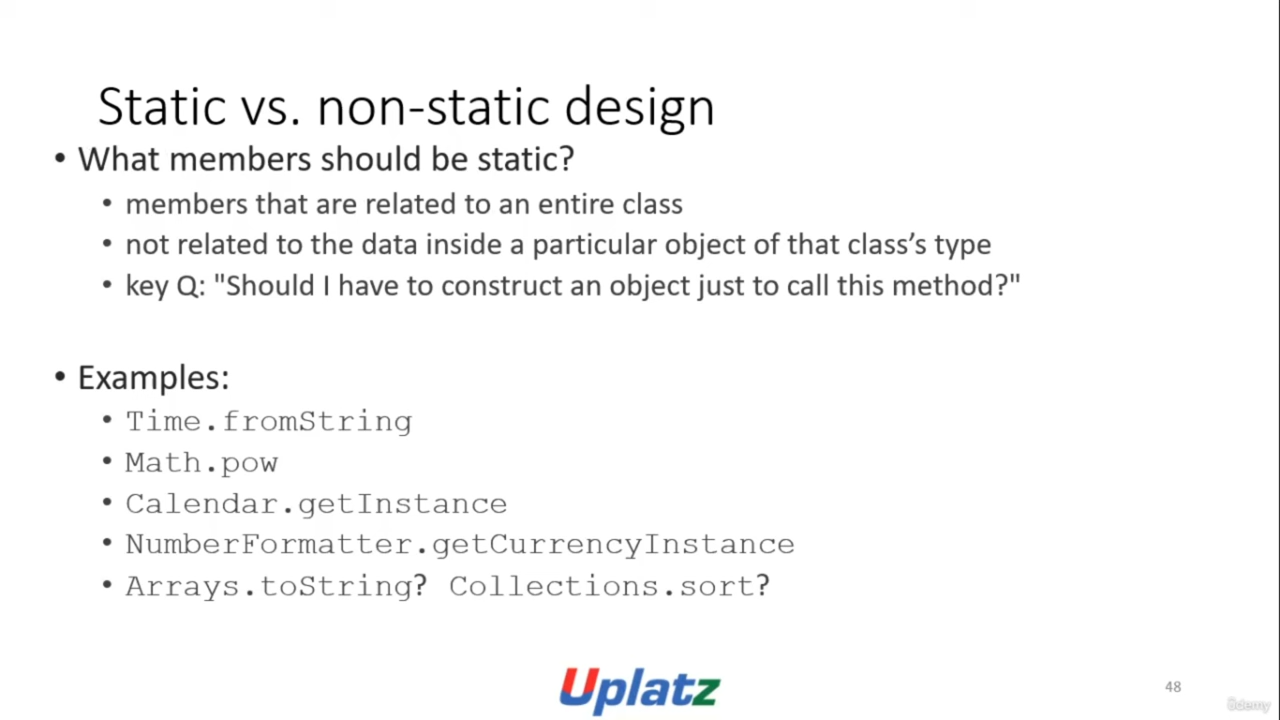 Static vs. non-static design
• What members should be static?
• members that are related to an entire class
• not related to the data inside a particular object of that class’s type
• key Q: "Should I have to construct an object just to call this method?"
• Examples:
• Time.fromString
• Math.pow
• Calendar.getInstance
• NumberFormatter.getCurrencyInstance
• Arrays.toString? Collections.sort?
Uplatz
48
ûdemy